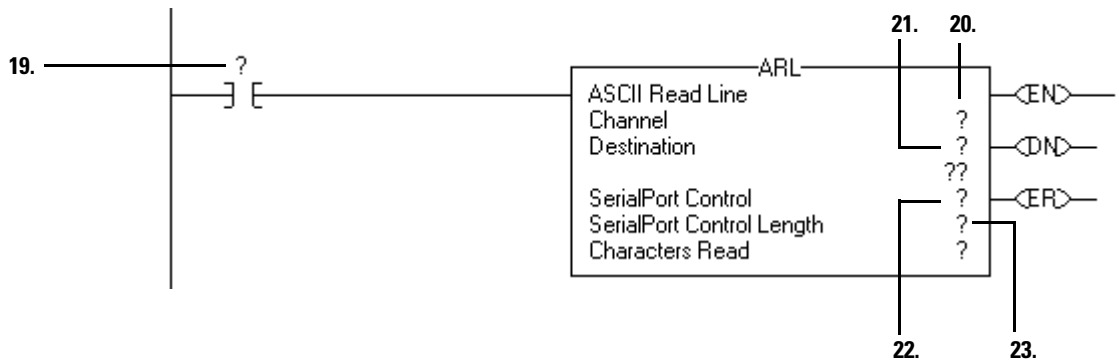 21. 20.
19. ?
ARL
ASCII Read Line
EN
Channel ?
Destination ?
DN
??
SerialPort Control ?
ER
SerialPort Control Length ?
Characters Read ?
22. 23.